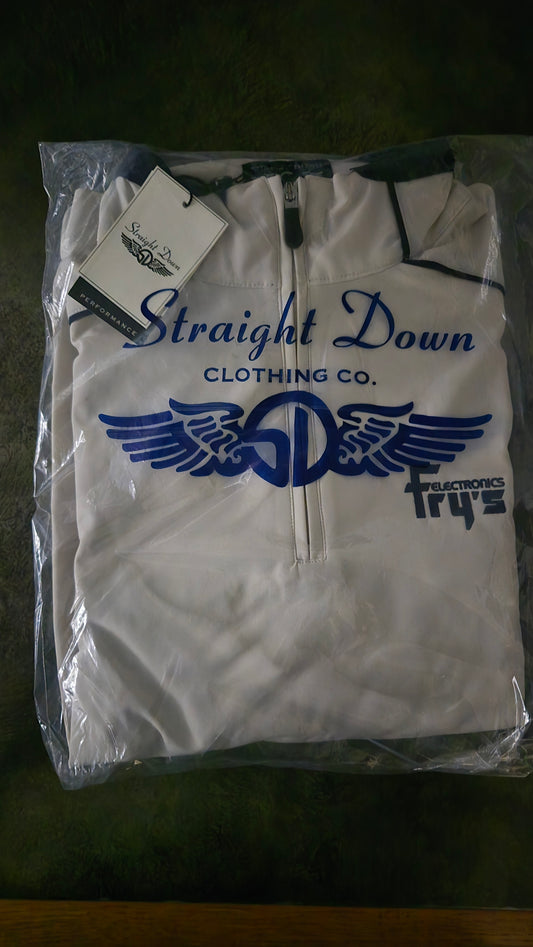 Straight Down
PERFORMANCE
Straight Down
CLOTHING CO.
SD
Fry's
ELECTRONICS